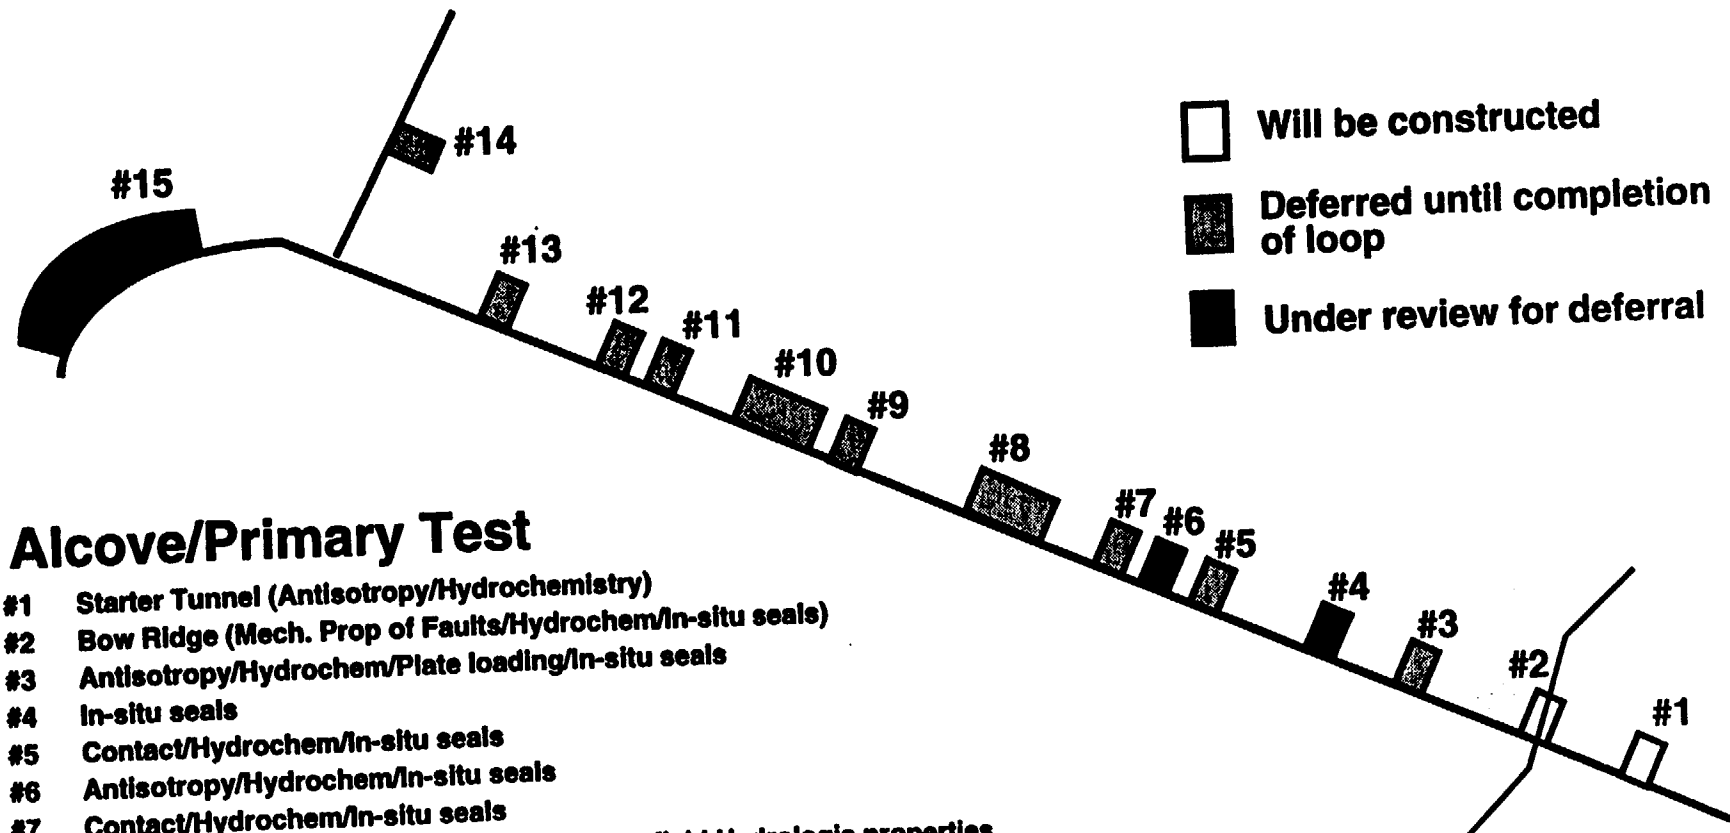 #14
#15
#13
#12
#11
#10
#9
#8
#7
#6
#5
#4
#3
#2
#1
Will be constructed
Deferred until completion
of loop
Under review for deferral
Alcove/Primary Test
#1 Starter Tunnel (Antisotropy/Hydrochemistry)
#2 Bow Ridge (Mech. Prop of Faults/Hydrochem/In-situ seals)
#3 Antisotropy/Hydrochem/Plate loading/In-situ seals
#4 In-situ seals
#5 Contact/Hydrochem/In-situ seals
#6 Antisotropy/Hydrochem/In-situ seals
#7 Contact/Hydrochem/In-situ seals
Hydrologic properties